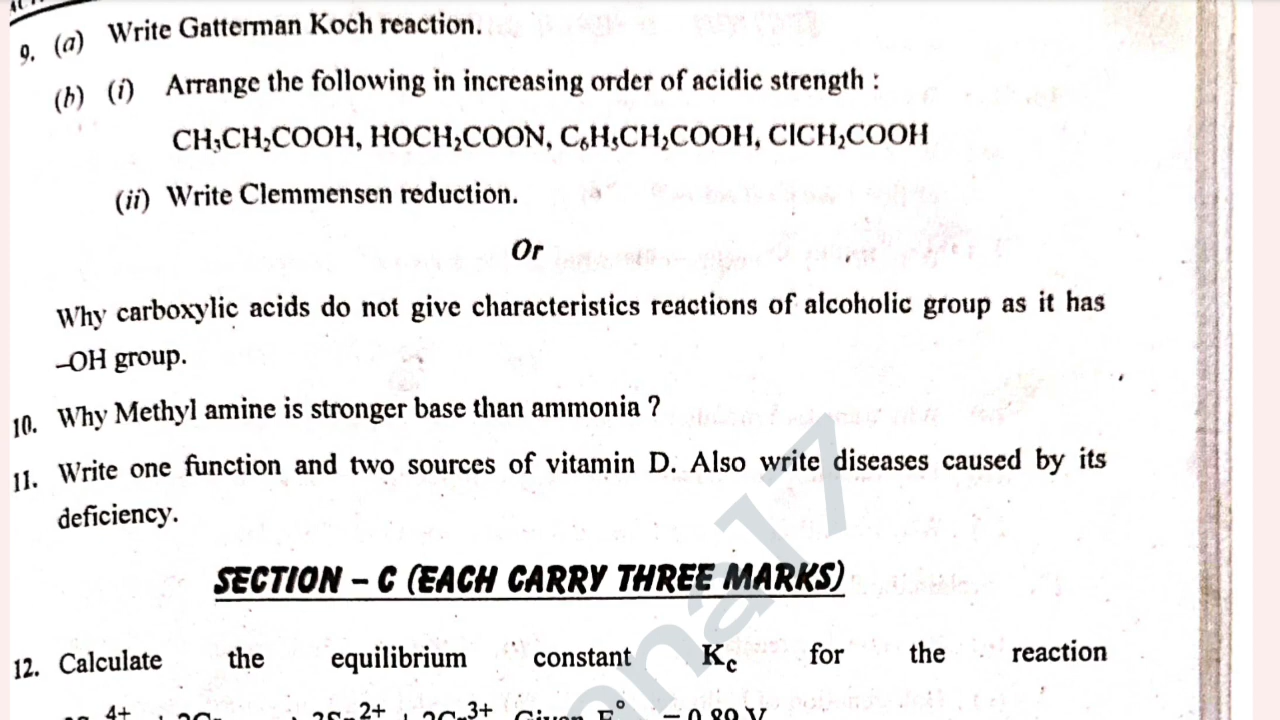 9. (a) Write Gatterman Koch reaction.
(b) (i) Arrange the following in increasing order of acidic strength :
CH₃CH₂COOH, HOCH₂COON, C₆H₅CH₂COOH, ClCH₂COOH
(ii) Write Clemmensen reduction.
Or
Why carboxylic acids do not give characteristics reactions of alcoholic group as it has
–OH group.
10. Why Methyl amine is stronger base than ammonia ?
11. Write one function and two sources of vitamin D. Also write diseases caused by its
deficiency.
SECTION – C (EACH CARRY THREE MARKS)
12. Calculate the equilibrium constant K_c for the reaction